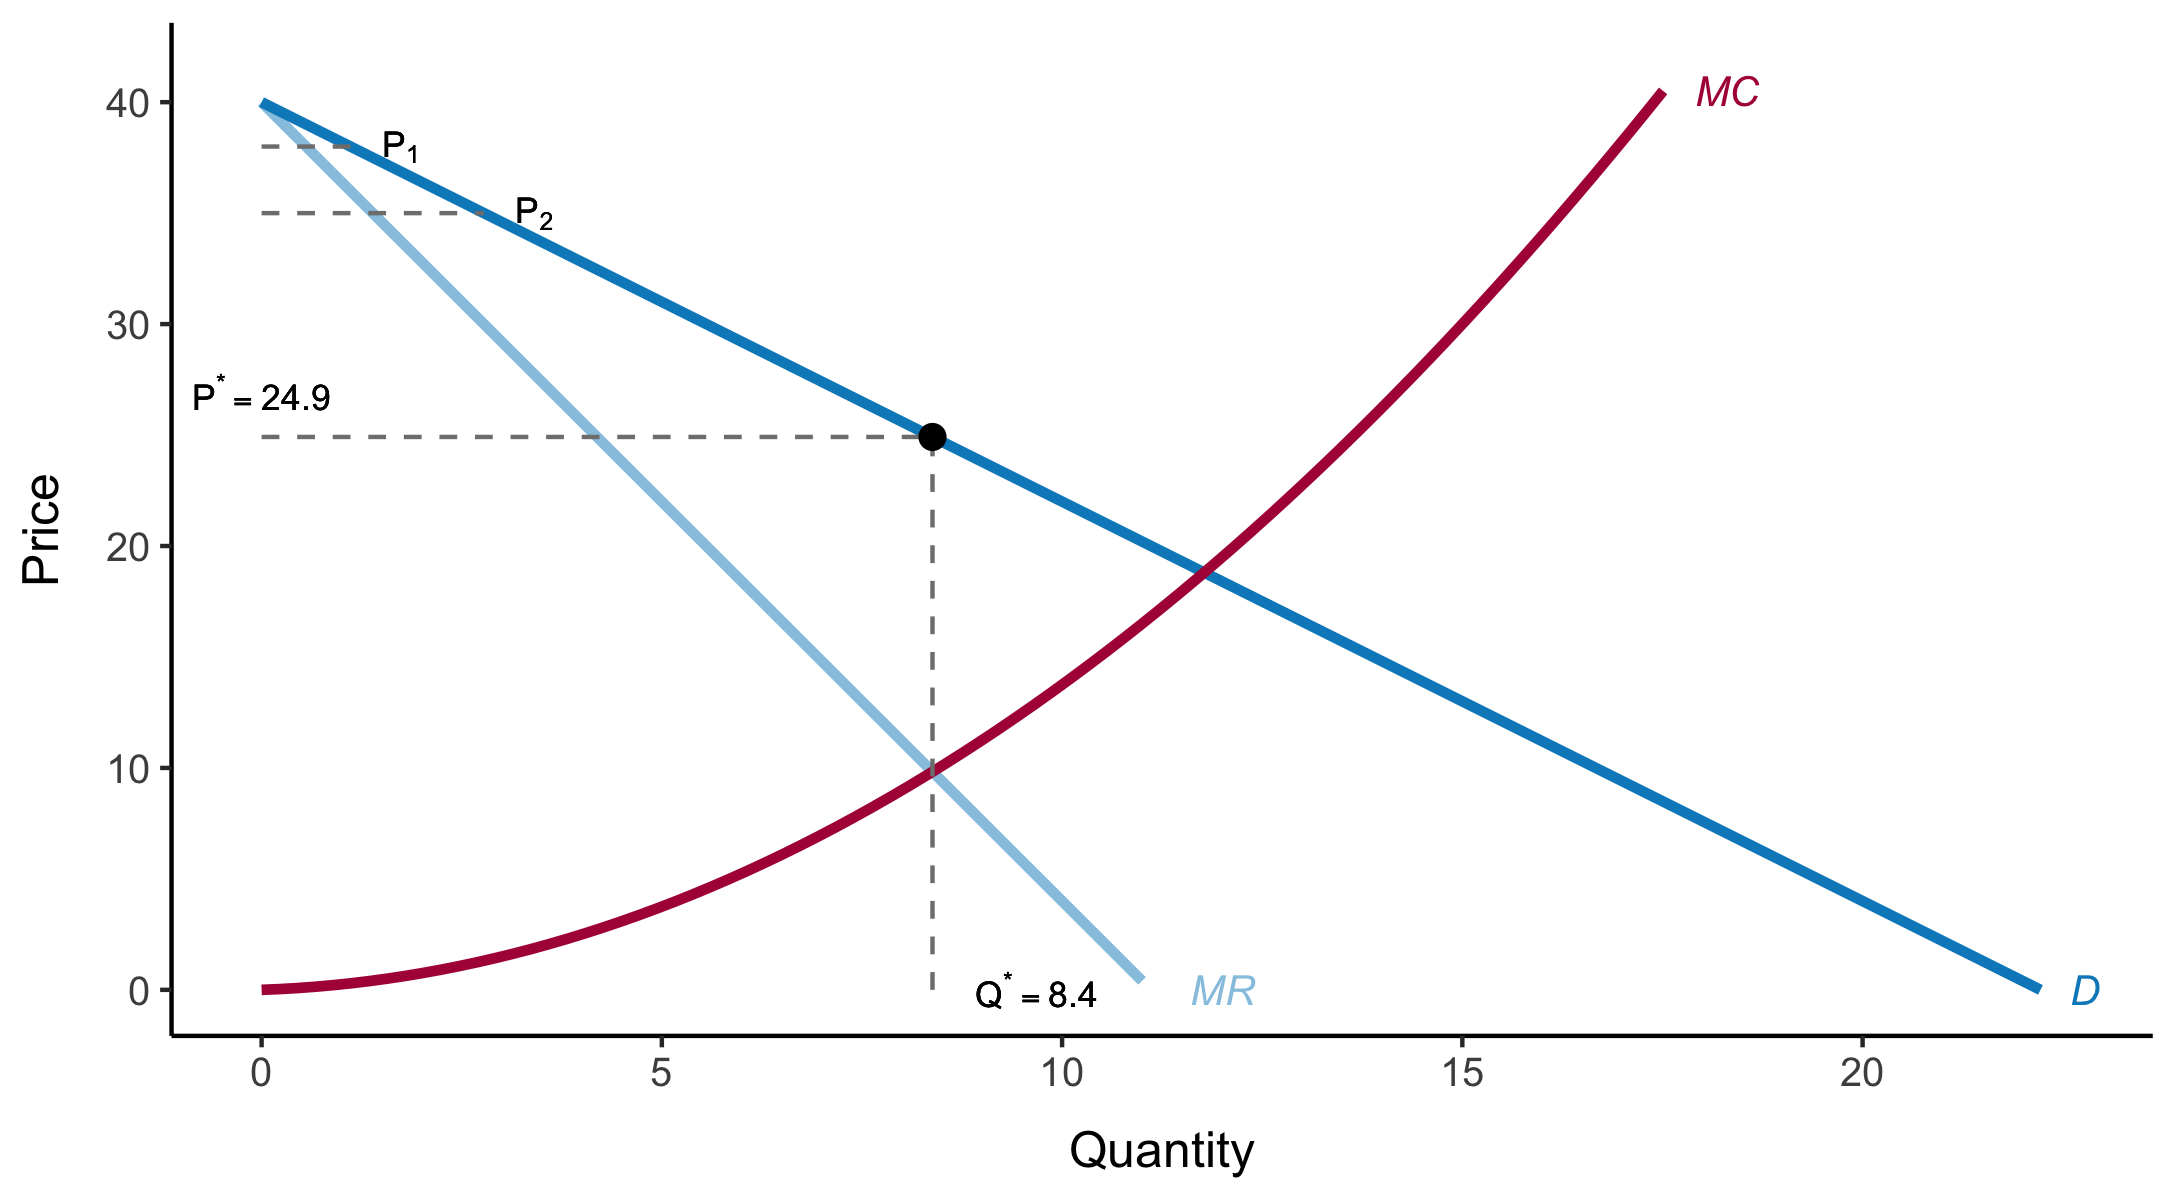 MC
40
P₁
P₂
30
P* = 24.9
Price
20
10
0
Q* = 8.4
MR
D
0 5 10 15 20
Quantity